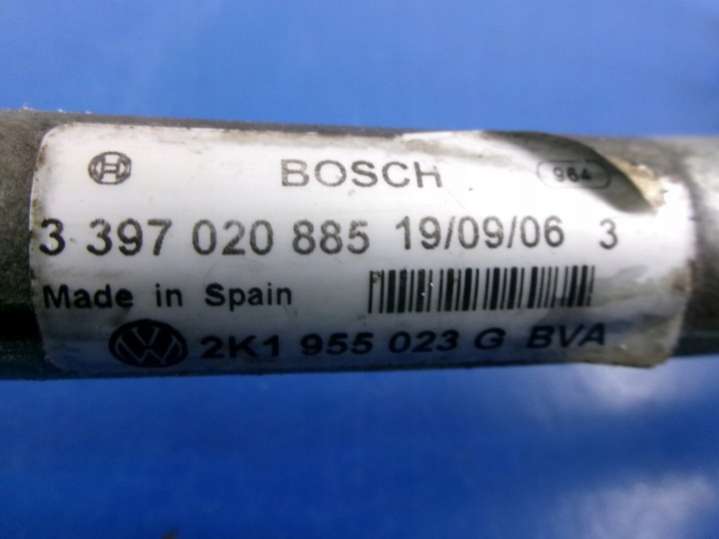 BOSCH 964
3 397 020 885 19/09/06 3
Made in Spain
2K1 955 023 G BVA